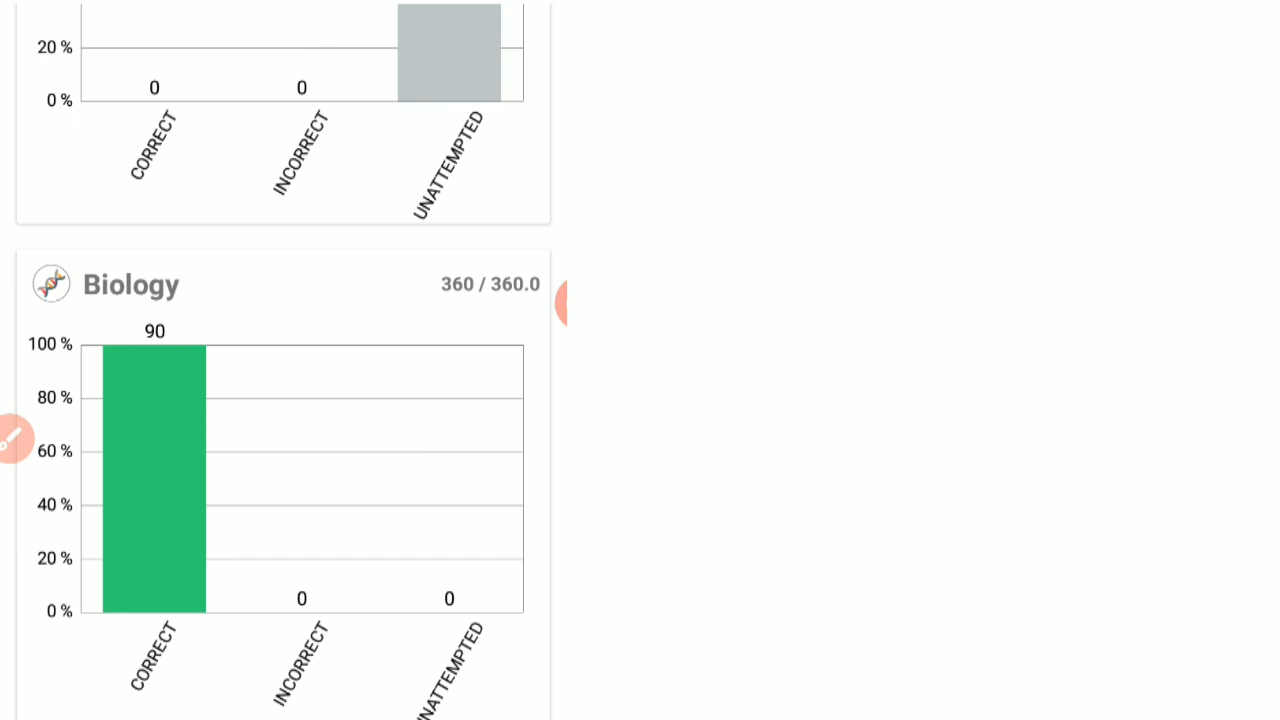 20 %
0 %
0
0
CORRECT
INCORRECT
UNATTEMPTED
Biology
360 / 360.0
90
100 %
80 %
60 %
40 %
20 %
0 %
0
0
CORRECT
INCORRECT
UNATTEMPTED